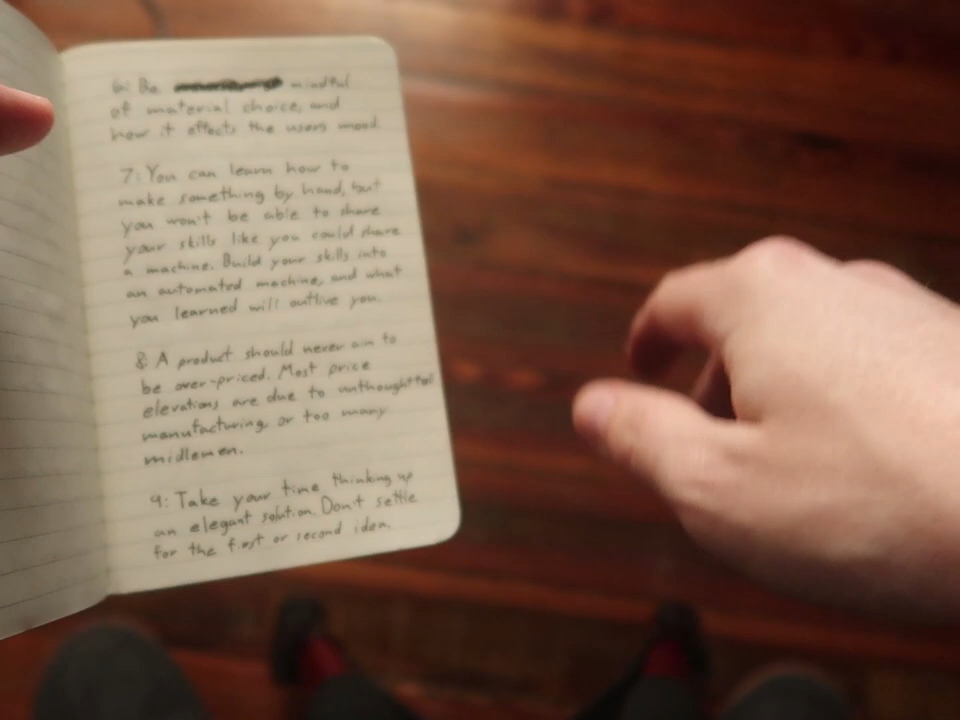 6: Be mindful
of material choice, and
how it effects the users mood.
7: You can learn how to
make something by hand, but
you won't be able to share
your skills like you could share
a machine. Build your skills into
an automated machine, and what
you learned will outlive you.
8: A product should never aim to
be over-priced. Most price
elevations are due to unthoughtful
manufacturing, or too many
midlemen.
9: Take your time thinking up
an elegant solution. Don't settle
for the first or second idea.